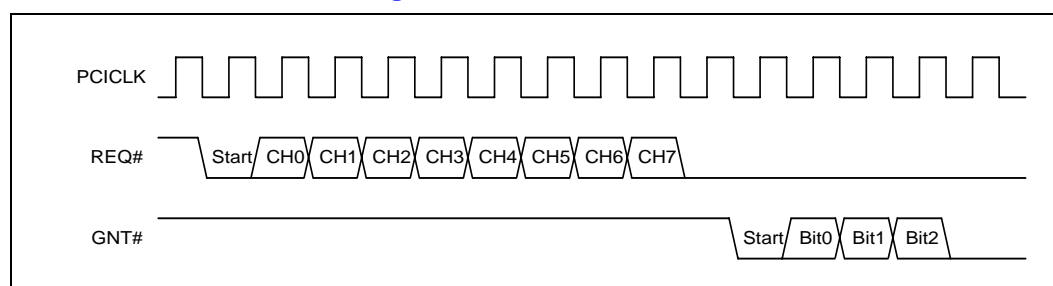 PCICLK
REQ#
Start CH0 CH1 CH2 CH3 CH4 CH5 CH6 CH7
GNT#
Start Bit0 Bit1 Bit2